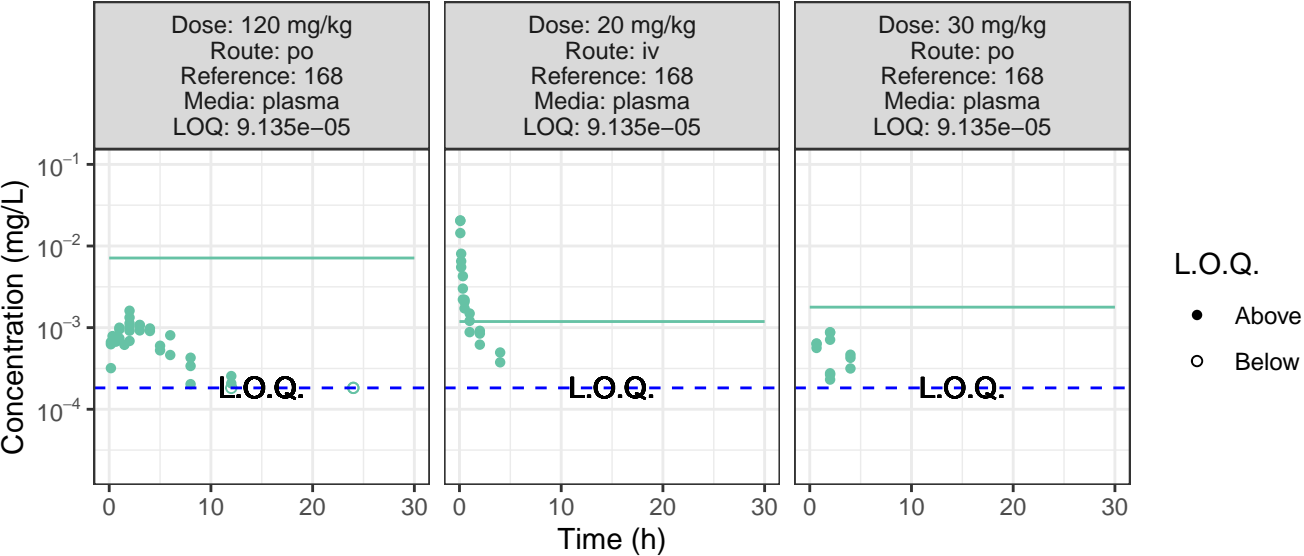 Dose: 120 mg/kg
Route: po
Reference: 168
Media: plasma
LOQ: 9.135e−05
Dose: 20 mg/kg
Route: iv
Reference: 168
Media: plasma
LOQ: 9.135e−05
Dose: 30 mg/kg
Route: po
Reference: 168
Media: plasma
LOQ: 9.135e−05
Concentration (mg/L)
10⁻¹
10⁻²
10⁻³
10⁻⁴
L.O.Q.
L.O.Q.
L.O.Q.
0 10 20 30
0 10 20 30
0 10 20 30
Time (h)
L.O.Q.
Above
Below